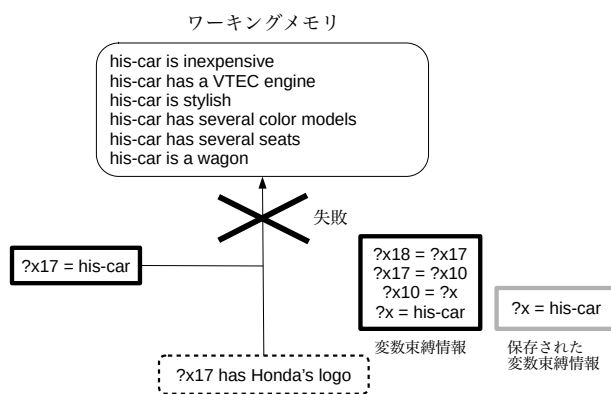 ワーキングメモリ
his-car is inexpensive
his-car has a VTEC engine
his-car is stylish
his-car has several color models
his-car has several seats
his-car is a wagon
失敗
?x17 = his-car
?x18 = ?x17
?x17 = ?x10
?x10 = ?x
?x = his-car
変数束縛情報
?x = his-car
保存された
変数束縛情報
?x17 has Honda's logo